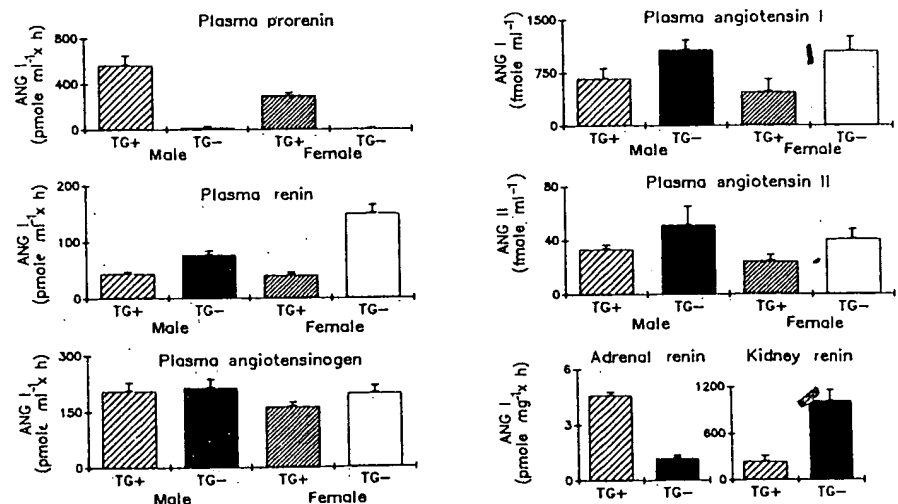 Plasma prorenin
ANG I
(pmole ml⁻¹x h)
800
400
0
TG+ TG− TG+ TG−
Male Female
Plasma renin
ANG I
(pmole ml⁻¹x h)
200
100
0
TG+ TG− TG+ TG−
Male Female
Plasma angiotensinogen
ANG I
(pmole ml⁻¹x h)
300
150
0
TG+ TG− TG+ TG−
Male Female
Plasma angiotensin I
ANG I
(fmole ml⁻¹)
1500
750
0
TG+ TG− TG+ TG−
Male Female
Plasma angiotensin II
ANG II
(fmole ml⁻¹)
80
40
0
TG+ TG− TG+ TG−
Male Female
Adrenal renin Kidney renin
ANG I
(pmole mg⁻¹x h)
6
3
0
TG+ TG−
1200
600
0
TG+ TG−